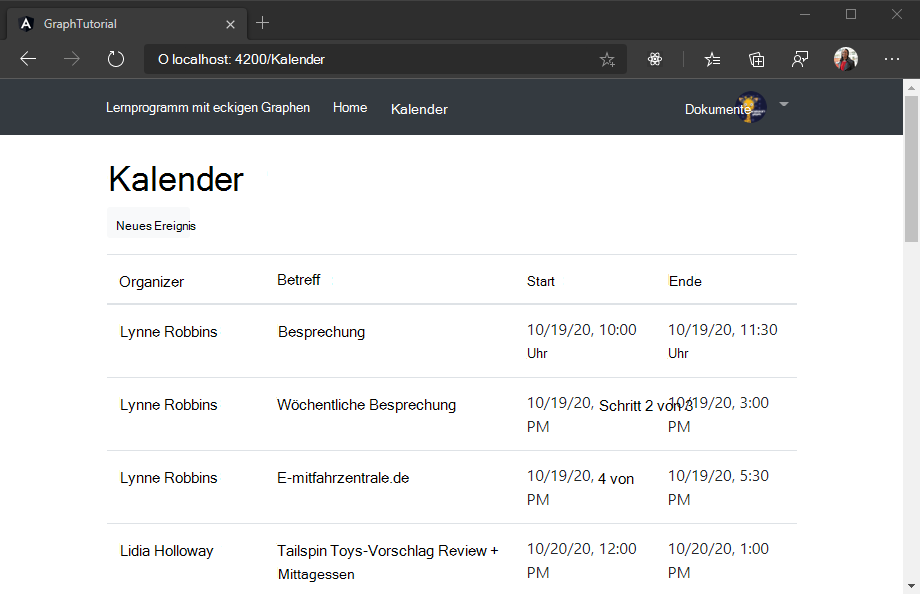 GraphTutorial
O localhost: 4200/Kalender
Lernprogramm mit eckigen Graphen Home Kalender Dokumente
Kalender
Neues Ereignis
Organizer Betreff Start Ende
Lynne Robbins Besprechung 10/19/20, 10:00 10/19/20, 11:30
Uhr Uhr
Lynne Robbins Wöchentliche Besprechung 10/19/20, Schritt 2 von 3 10/19/20, 3:00
PM PM
Lynne Robbins E-mitfahrzentrale.de 10/19/20, 4 von 10/19/20, 5:30
PM PM
Lidia Holloway Tailspin Toys-Vorschlag Review + 10/20/20, 12:00 10/20/20, 1:00
Mittagessen PM PM